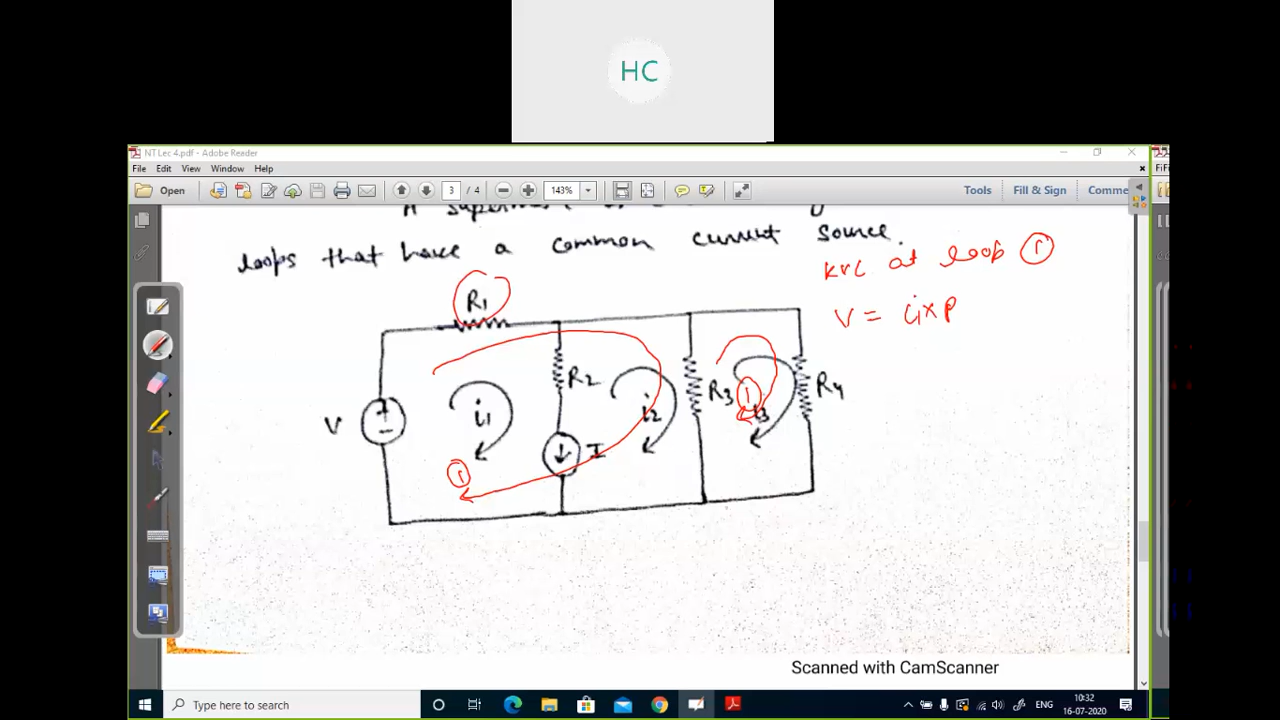 HC
NT Lec 4.pdf - Adobe Reader
File Edit View Window Help
Open 3 / 4 143% Tools Fill & Sign Comme
loops that have a common current source.
KVL at loop 1
V = i1×
R1
R2
V
i1
i2
R3
1
i3
R4
I
1
Scanned with CamScanner
Type here to search
ENG
10:32
16-07-2020